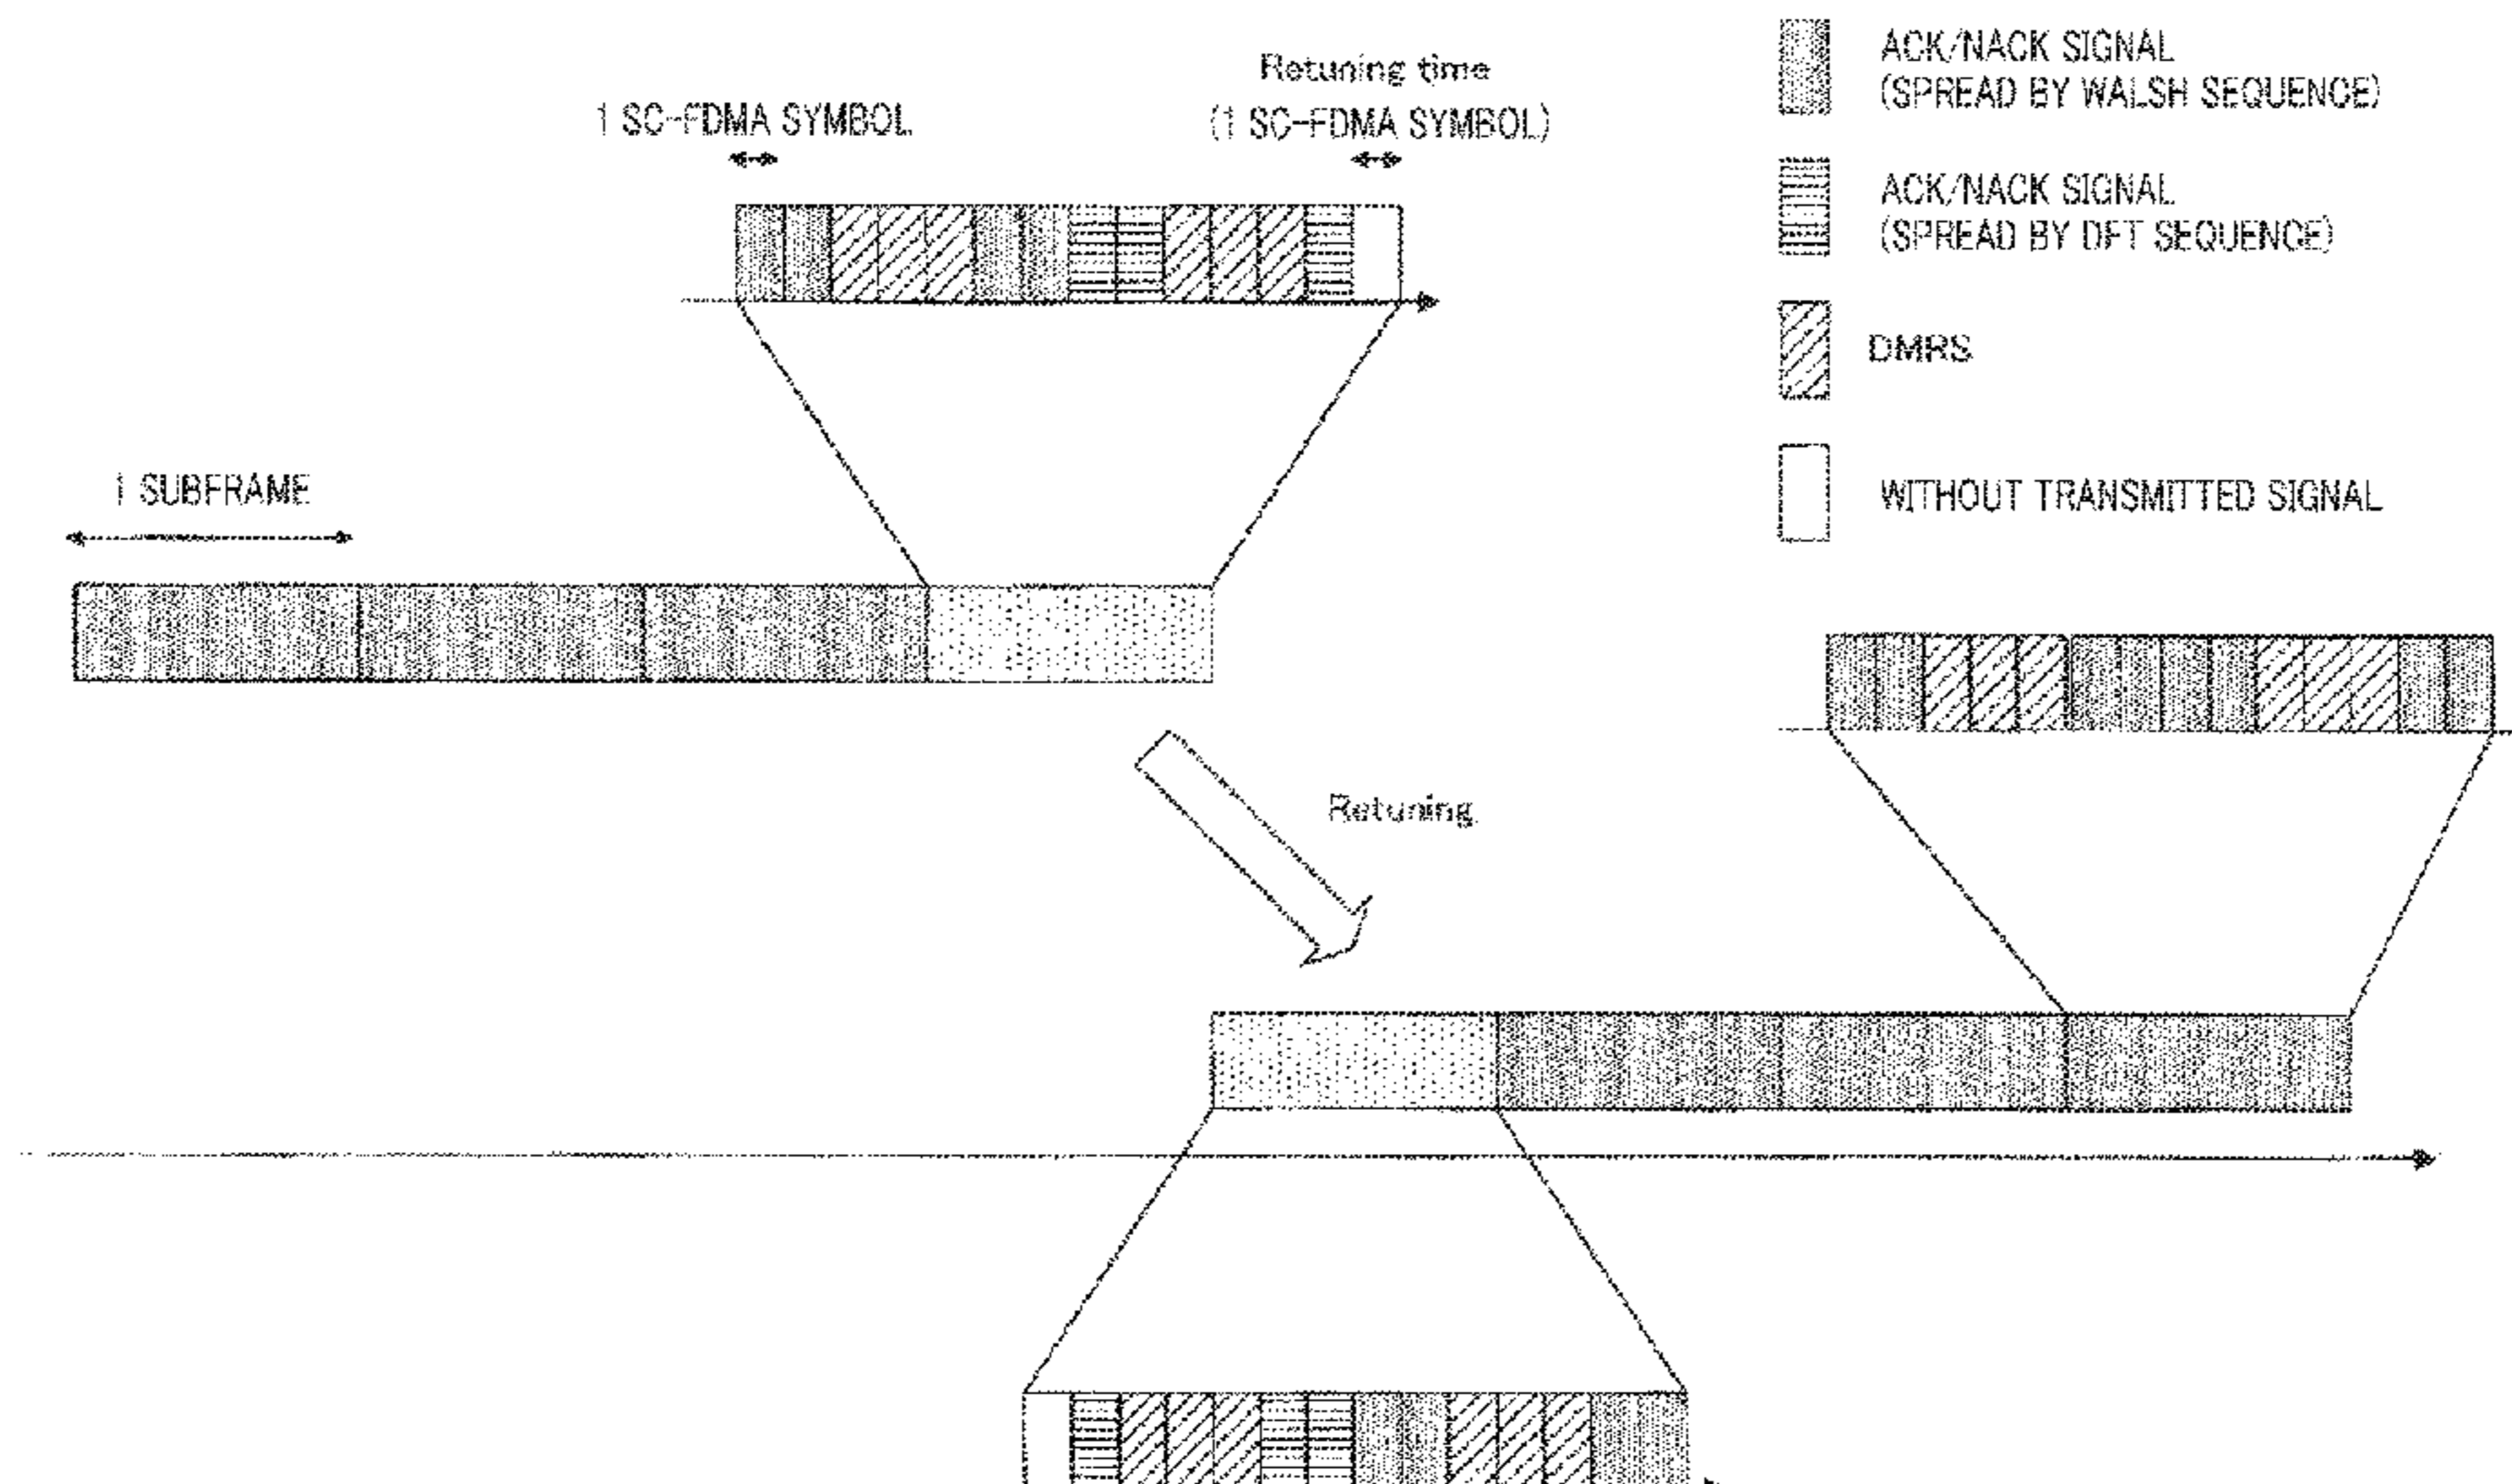 Retuning time
1 SC-FDMA SYMBOL
(1 SC-FDMA SYMBOL)
ACK/NACK SIGNAL
(SPREAD BY WALSH SEQUENCE)
ACK/NACK SIGNAL
(SPREAD BY DFT SEQUENCE)
DMRS
WITHOUT TRANSMITTED SIGNAL
1 SUBFRAME
Retuning